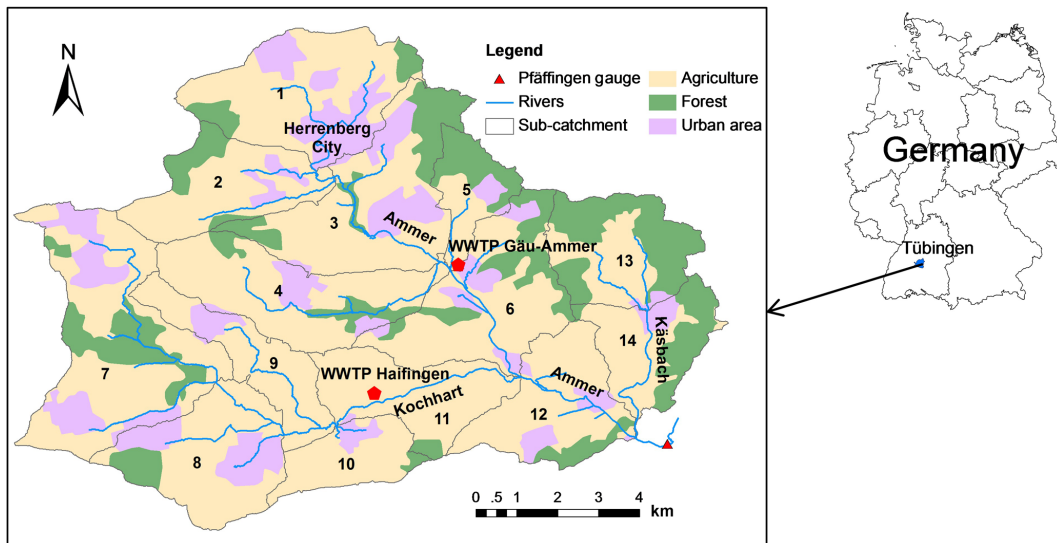 N
Legend
Pfäffingen gauge
Rivers
Sub-catchment
Agriculture
Forest
Urban area
1
Herrenberg
City
2
3
Ammer
5
WWTP Gäu-Ammer
13
4
6
14
Käsbach
7
9
WWTP Haifingen
Kochhart
Ammer
11
12
8
10
0 .5 1 2 3 4
km
Germany
Tübingen